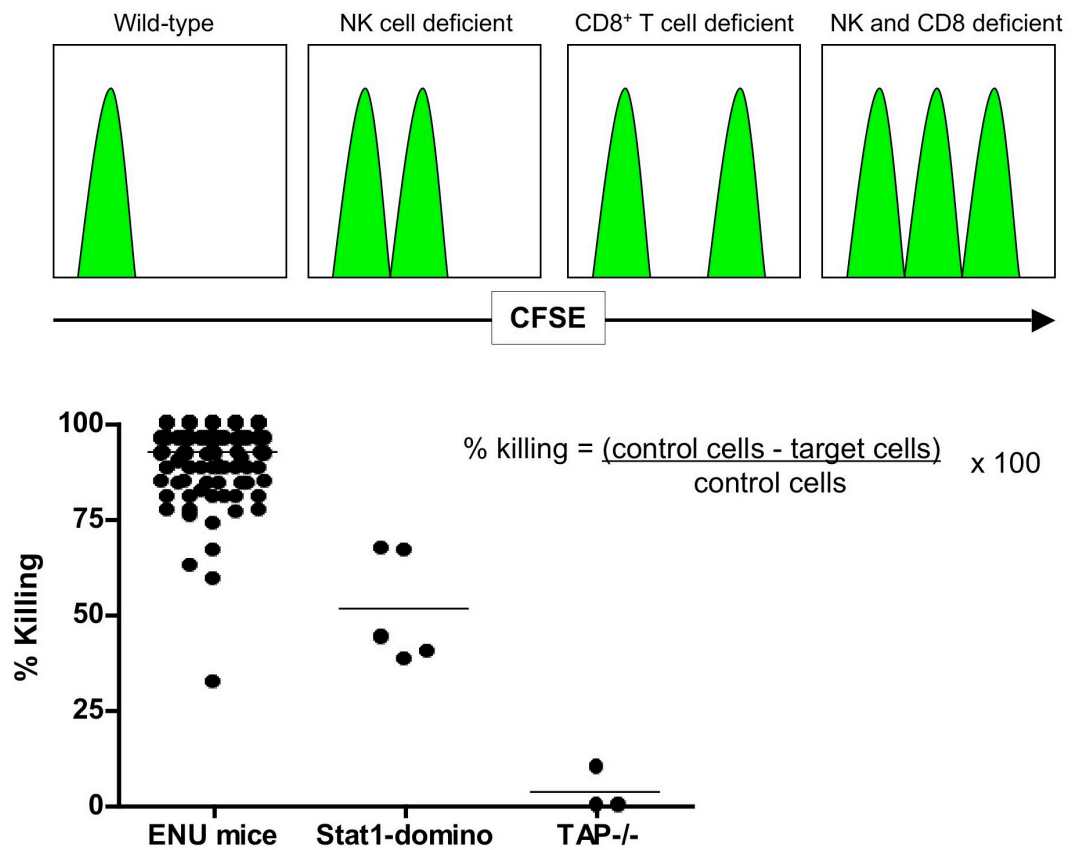 Wild-type
NK cell deficient
CD8⁺ T cell deficient
NK and CD8 deficient
CFSE
% killing = (control cells - target cells) x 100
control cells
% Killing
100
75
50
25
0
ENU mice
Stat1-domino
TAP-/-